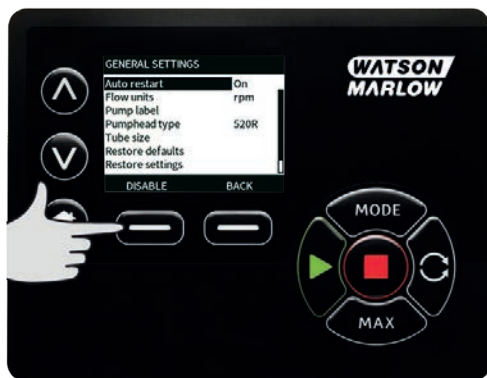 GENERAL SETTINGS
Auto restart On
Flow units rpm
Pump label
Pumphead type 520R
Tube size
Restore defaults
Restore settings
DISABLE BACK
WATSON
MARLOW
MODE
MAX